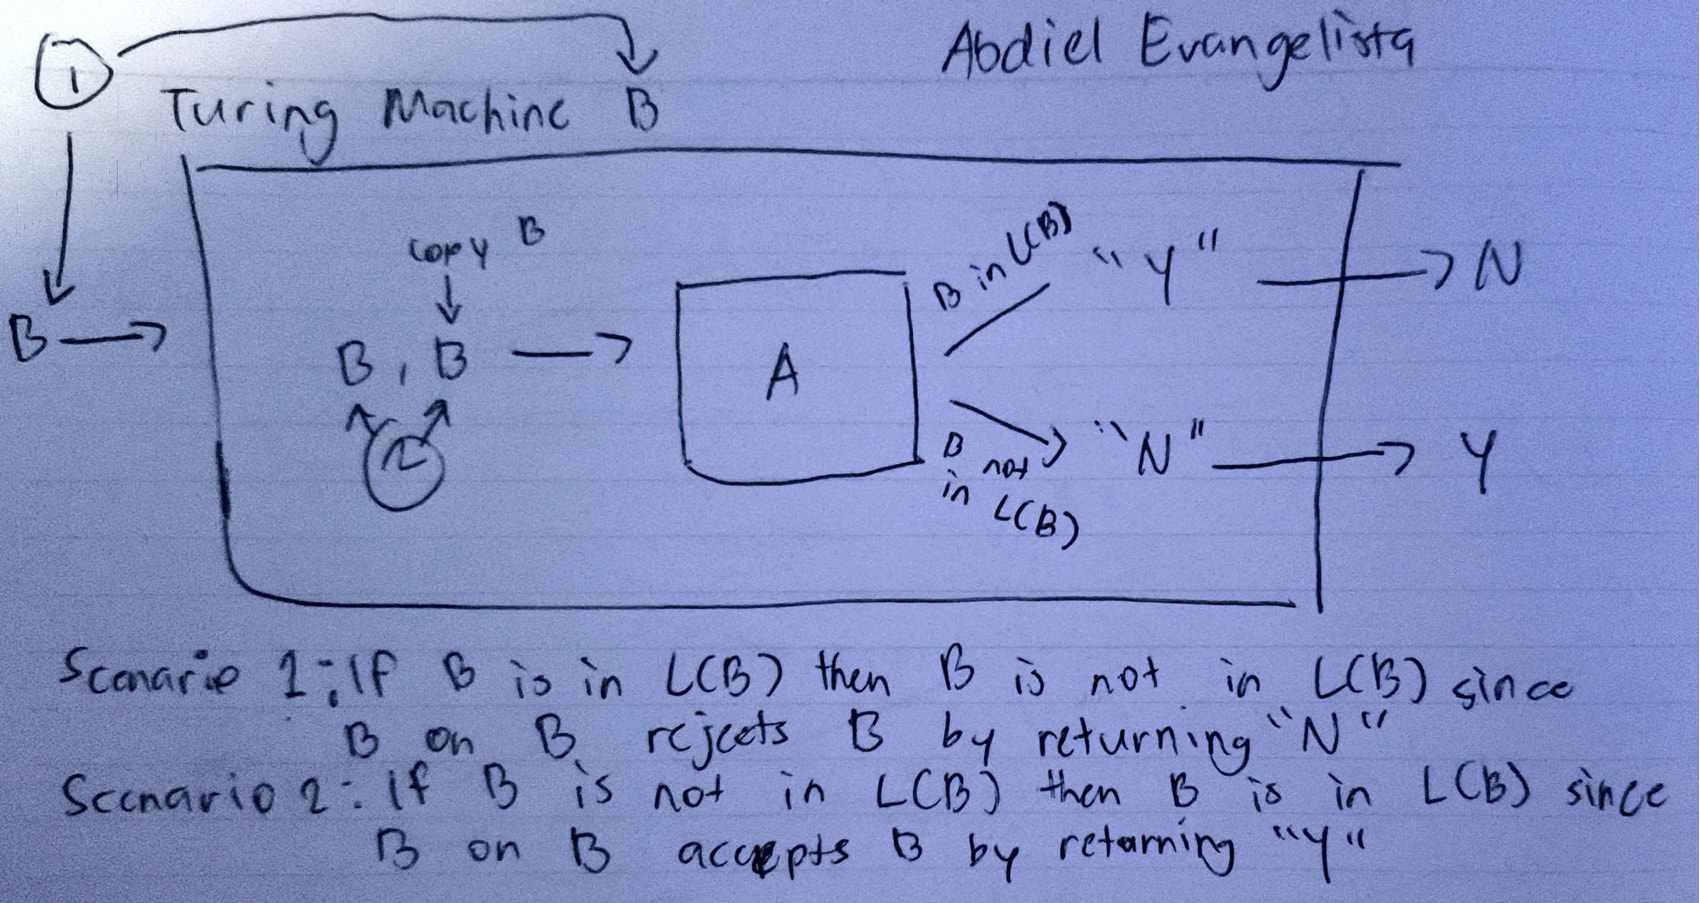 1
Abdiel Evangelista
Turing Machine B
copy B
B
B, B
2
A
B in L(B)
"Y"
N
B not in L(B)
"N"
Y
Scenario 1: If B is in L(B) then B is not in L(B) since
B on B rejects B by returning "N"
Scenario 2: If B is not in L(B) then B is in L(B) since
B on B accepts B by returning "Y"